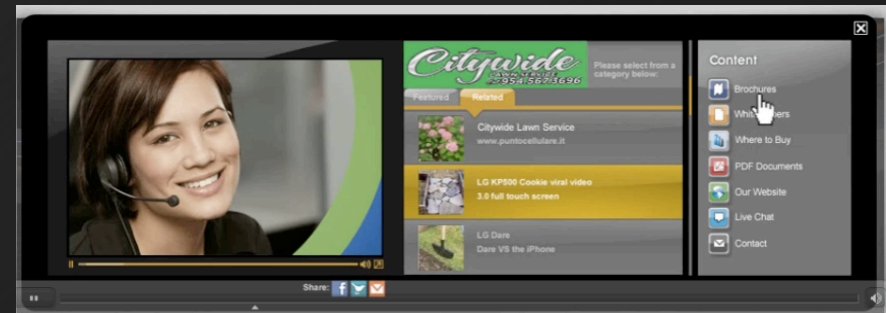 Citywide
LAWN SERVICE
954-567-3696
Please select from a
category below:
Featured
Related
Citywide Lawn Service
www.puntocellulare.it
LG KP500 Cookie viral video
3.0 full touch screen
LG Dare
Dare VS the iPhone
Content
Brochures
Where to Buy
PDF Documents
Our Website
Live Chat
Contact
Share: